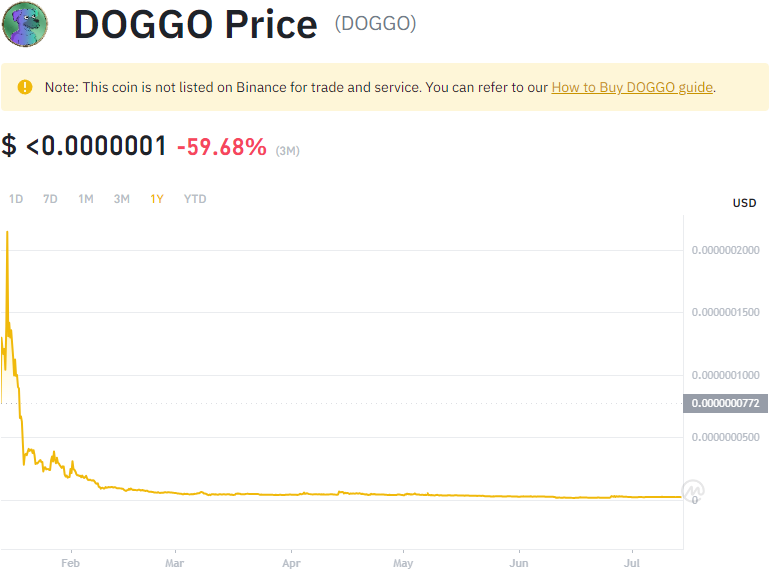 DOGGO Price (DOGGO)
Note: This coin is not listed on Binance for trade and service. You can refer to our How to Buy DOGGO guide.
$ <0.0000001 -59.68% (3M)
1D 7D 1M 3M 1Y YTD
USD
0.0000002000
0.0000001500
0.0000001000
0.0000000772
0.0000000500
0
Feb Mar Apr May Jun Jul